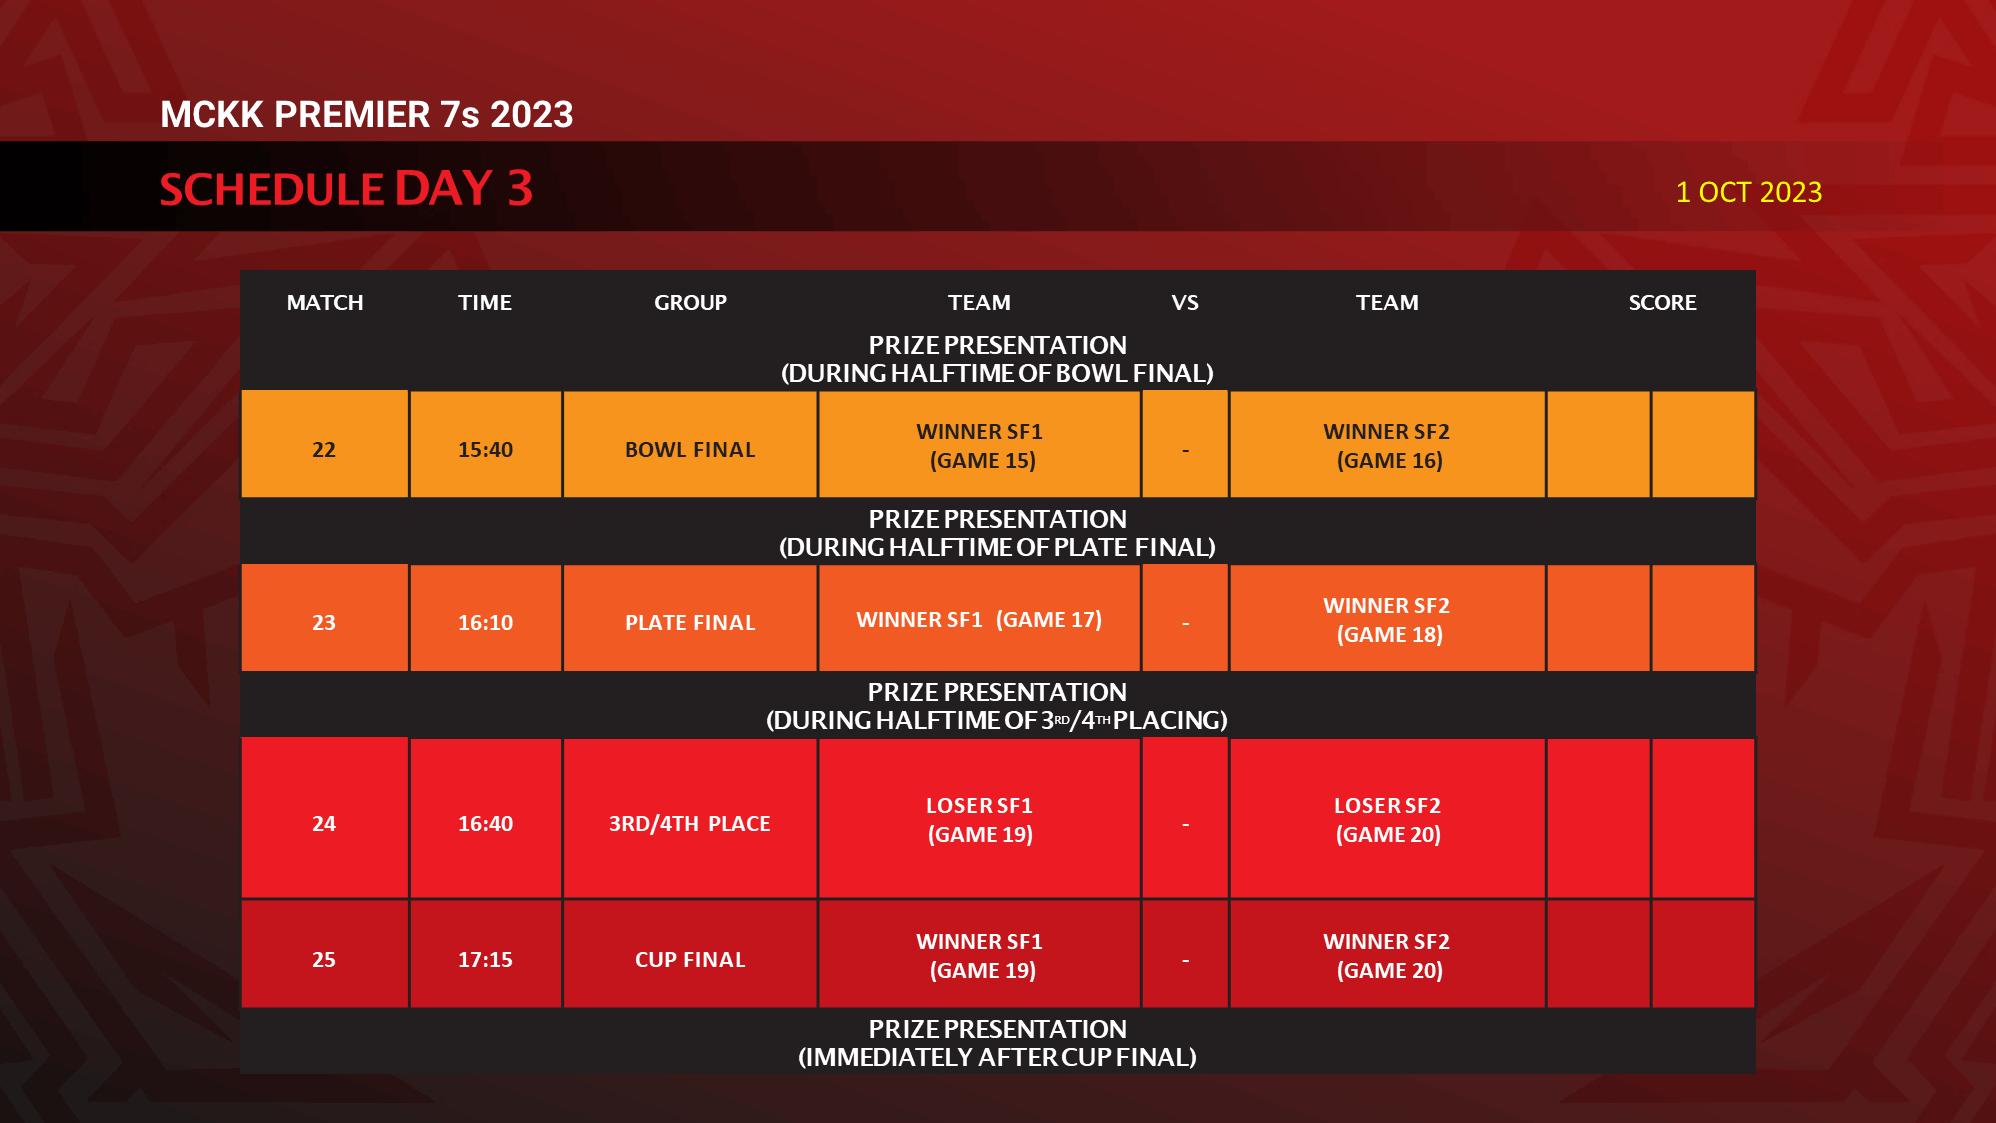 MCKK PREMIER 7s 2023
SCHEDULE DAY 3
1 OCT 2023
MATCH TIME GROUP TEAM VS TEAM SCORE
PRIZE PRESENTATION
(DURING HALFTIME OF BOWL FINAL)
22 15:40 BOWL FINAL WINNER SF1 (GAME 15) - WINNER SF2 (GAME 16)
PRIZE PRESENTATION
(DURING HALFTIME OF PLATE FINAL)
23 16:10 PLATE FINAL WINNER SF1 (GAME 17) - WINNER SF2 (GAME 18)
PRIZE PRESENTATION
(DURING HALFTIME OF 3RD/4TH PLACING)
24 16:40 3RD/4TH PLACE LOSER SF1 (GAME 19) - LOSER SF2 (GAME 20)
25 17:15 CUP FINAL WINNER SF1 (GAME 19) - WINNER SF2 (GAME 20)
PRIZE PRESENTATION
(IMMEDIATELY AFTER CUP FINAL)